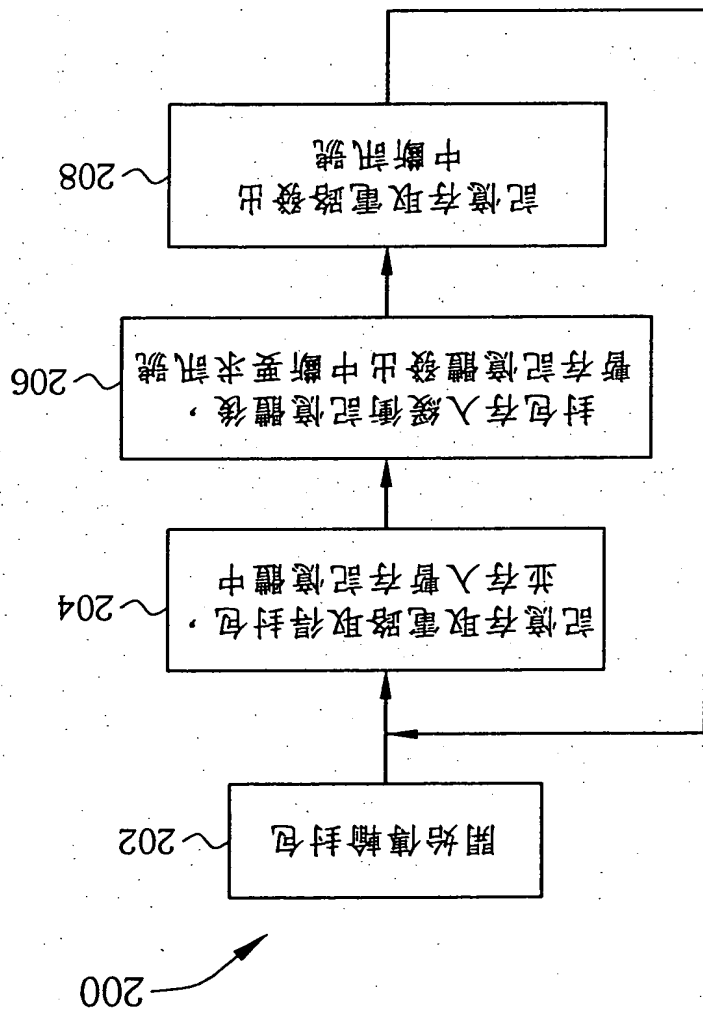 200
開始傳輸封包
202
記憶存取電路取得封包，
並存入暫存記憶體中
204
封包存入緩衝記憶體後，
暫存記憶體發出中斷要求訊號
206
記憶存取電路發出
中斷訊號
208